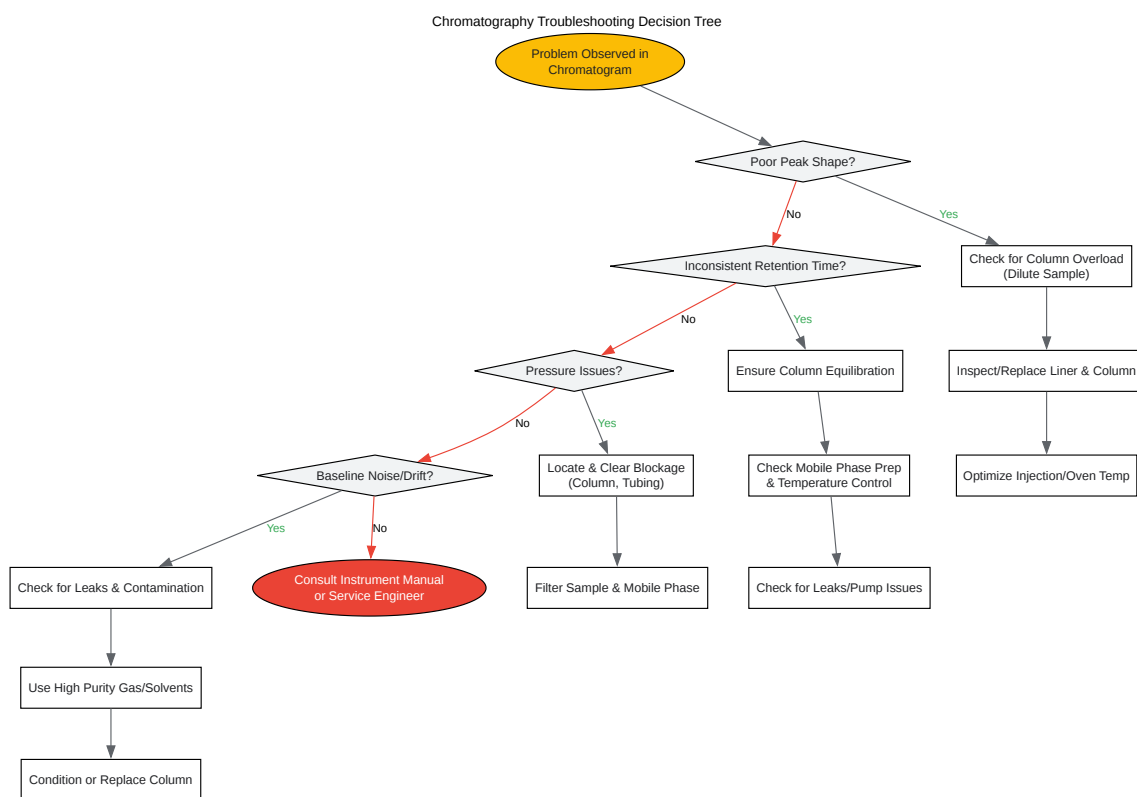 Chromatography Troubleshooting Decision Tree
Problem Observed in
Chromatogram
Poor Peak Shape?
No
Yes
Inconsistent Retention Time?
Check for Column Overload
(Dilute Sample)
No
Yes
Pressure Issues?
Ensure Column Equilibration
Inspect/Replace Liner & Column
No
Yes
Baseline Noise/Drift?
Locate & Clear Blockage
(Column, Tubing)
Check Mobile Phase Prep
& Temperature Control
Optimize Injection/Oven Temp
Yes
No
Check for Leaks & Contamination
Consult Instrument Manual
or Service Engineer
Filter Sample & Mobile Phase
Check for Leaks/Pump Issues
Use High Purity Gas/Solvents
Condition or Replace Column